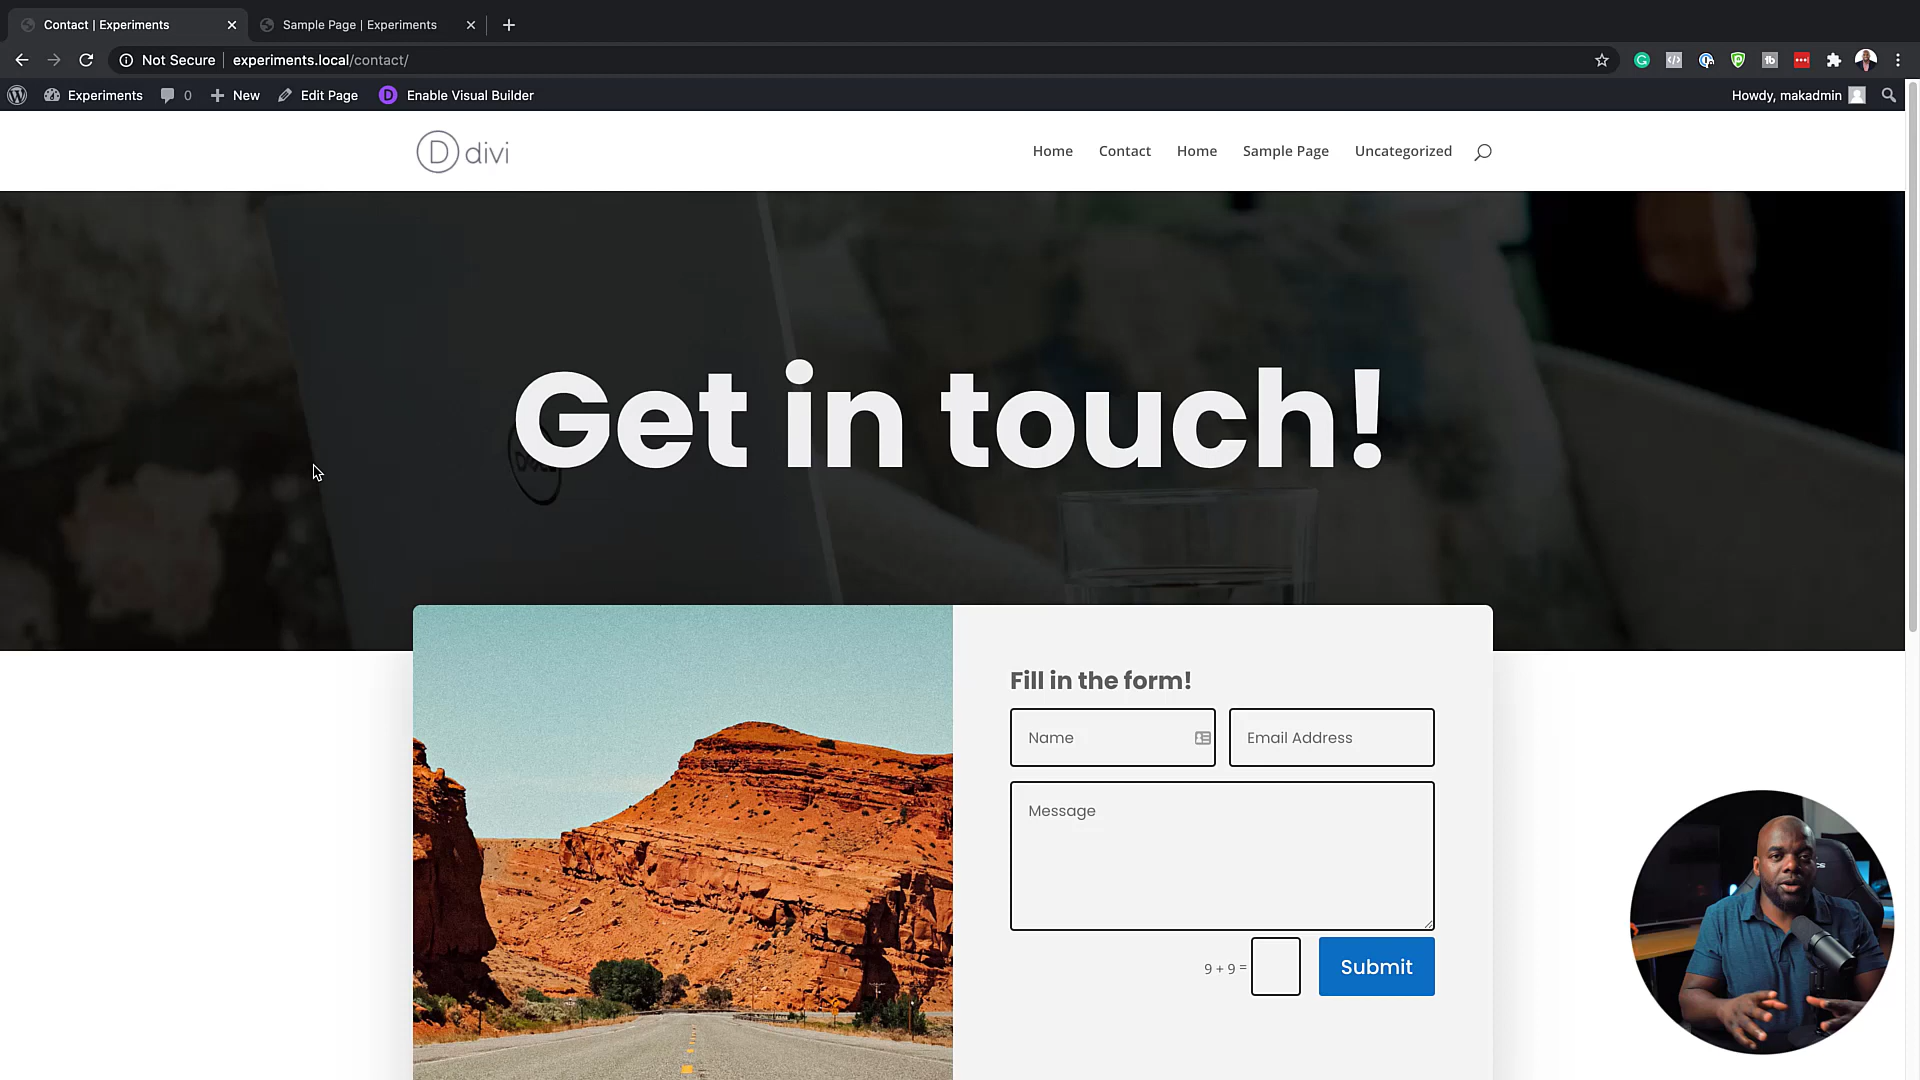 Contact | Experiments
Sample Page | Experiments
Not Secure
experiments.local/contact/
Experiments
0
New
Edit Page
D
Enable Visual Builder
Howdy, makadmin
D divi
Home
Contact
Home
Sample Page
Uncategorized
Get in touch!
Fill in the form!
Name
Email Address
Message
9 + 9 =
Submit